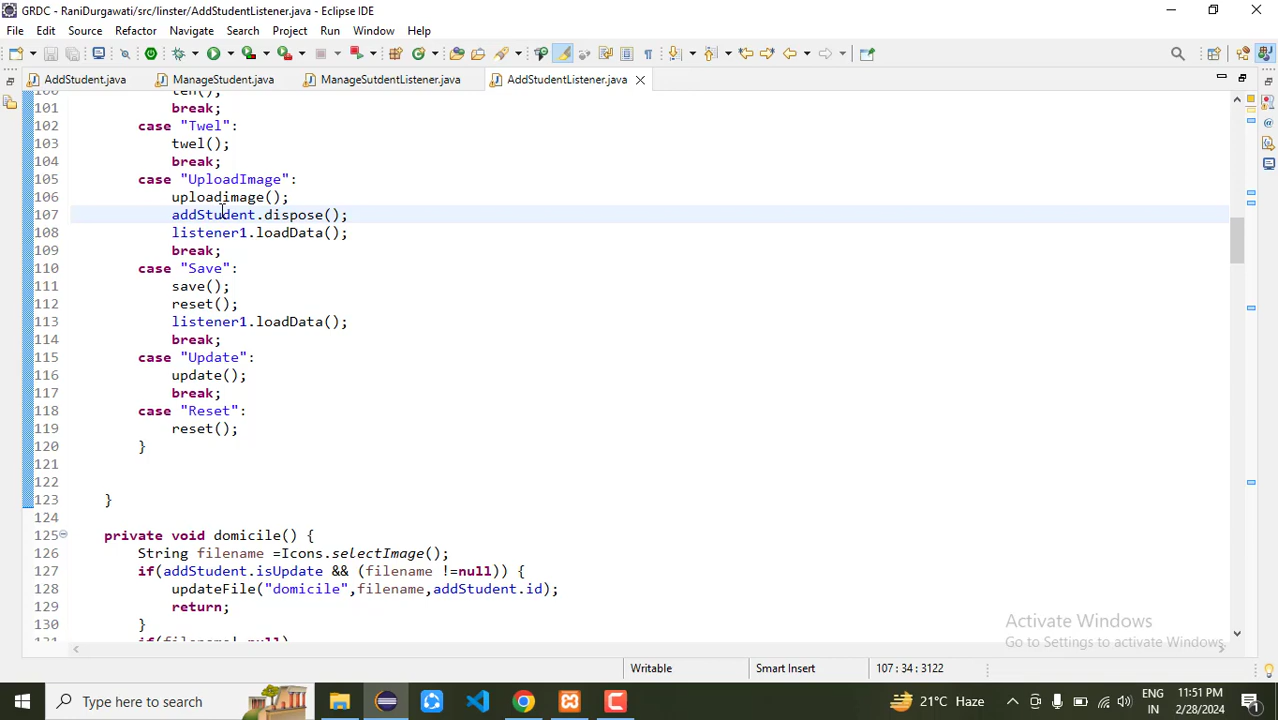 GRDC - RaniDurgawati/src/linster/AddStudentListener.java - Eclipse IDE
File Edit Source Refactor Navigate Search Project Run Window Help
AddStudent.java ManageStudent.java ManageSutdentListener.java AddStudentListener.java
ten();
101 break;
102 case "Twel":
103 twel();
104 break;
105 case "UploadImage":
106 uploadimage();
107 addStudent.dispose();
108 listener1.loadData();
109 break;
110 case "Save":
111 save();
112 reset();
113 listener1.loadData();
114 break;
115 case "Update":
116 update();
117 break;
118 case "Reset":
119 reset();
120 }
121
122
123 }
124
125 private void domicile() {
126 String filename =Icons.selectImage();
127 if(addStudent.isUpdate && (filename !=null)) {
128 updateFile("domicile",filename,addStudent.id);
129 return;
130 }
Activate Windows
Go to Settings to activate Windows.
Writable Smart Insert 107 : 34 : 3122
Type here to search 21°C Haze ENG IN 11:51 PM 2/28/2024 1